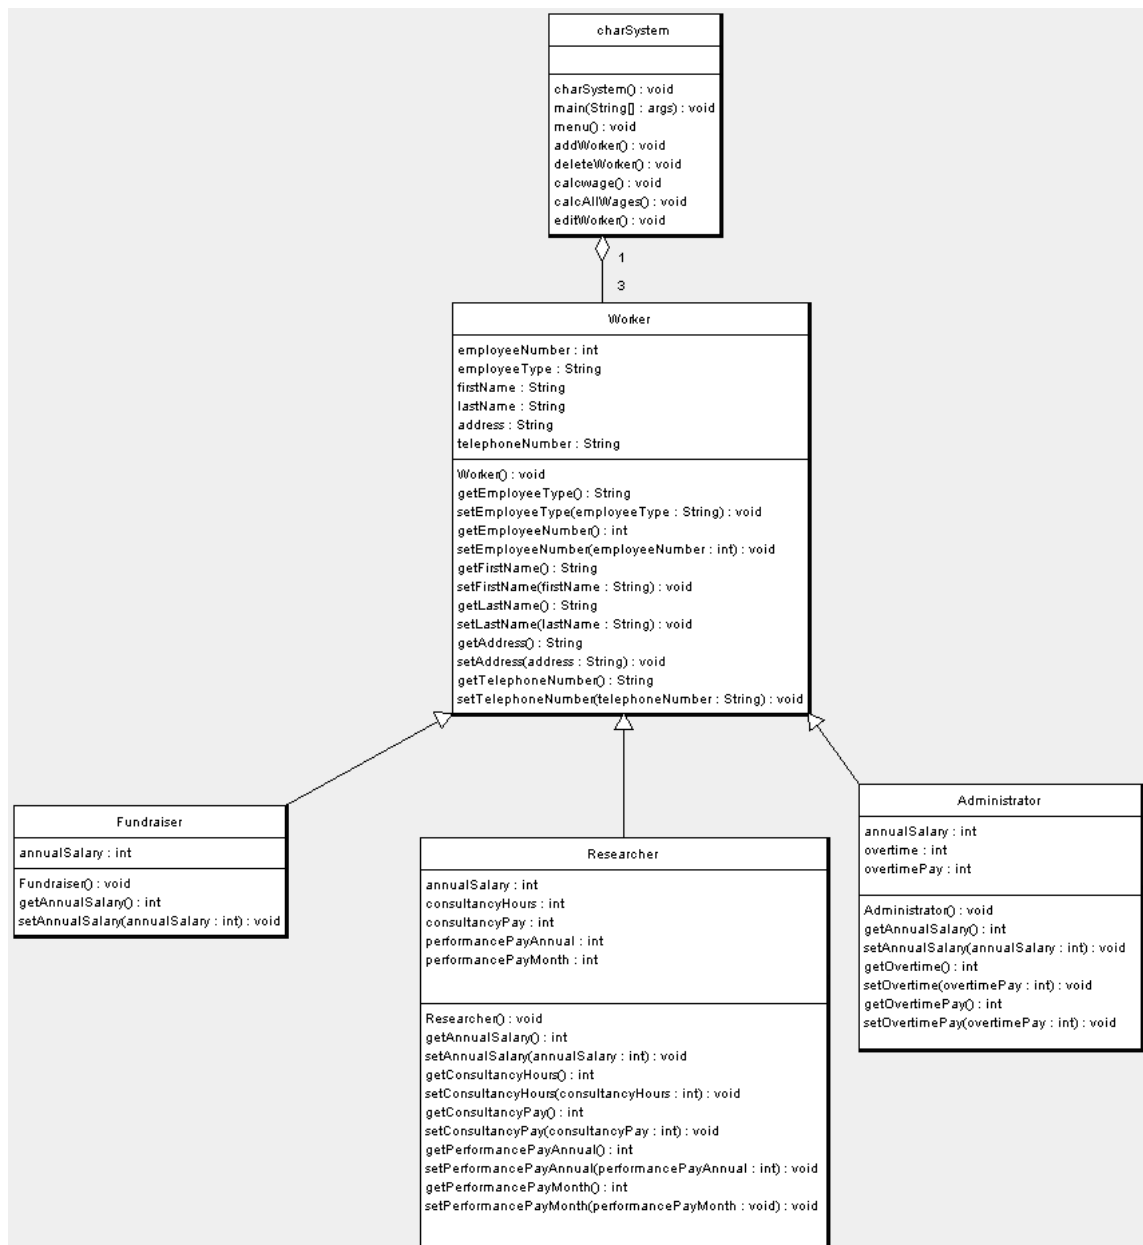 charSystem
charSystem() : void
main(String[] : args) : void
menu() : void
addWorker() : void
deleteWorker() : void
calcwage() : void
calcAllWages() : void
editWorker() : void
1
3
Worker
employeeNumber : int
employeeType : String
firstName : String
lastName : String
address : String
telephoneNumber : String
Worker() : void
getEmployeeType() : String
setEmployeeType(employeeType : String) : void
getEmployeeNumber() : int
setEmployeeNumber(employeeNumber : int) : void
getFirstName() : String
setFirstName(firstName : String) : void
getLastName() : String
setLastName(lastName : String) : void
getAddress() : String
setAddress(address : String) : void
getTelephoneNumber() : String
setTelephoneNumber(telephoneNumber : String) : void
Fundraiser
annualSalary : int
Fundraiser() : void
getAnnualSalary() : int
setAnnualSalary(annualSalary : int) : void
Researcher
annualSalary : int
consultancyHours : int
consultancyPay : int
performancePayAnnual : int
performancePayMonth : int
Researcher() : void
getAnnualSalary() : int
setAnnualSalary(annualSalary : int) : void
getConsultancyHours() : int
setConsultancyHours(consultancyHours : int) : void
getConsultancyPay() : int
setConsultancyPay(consultancyPay : int) : void
getPerformancePayAnnual() : int
setPerformancePayAnnual(performancePayAnnual : int) : void
getPerformancePayMonth() : int
setPerformancePayMonth(performancePayMonth : void) : void
Administrator
annualSalary : int
overtime : int
overtimePay : int
Administrator() : void
getAnnualSalary() : int
setAnnualSalary(annualSalary : int) : void
getOvertime() : int
setOvertime(overtimePay : int) : void
getOvertimePay() : int
setOvertimePay(overtimePay : int) : void